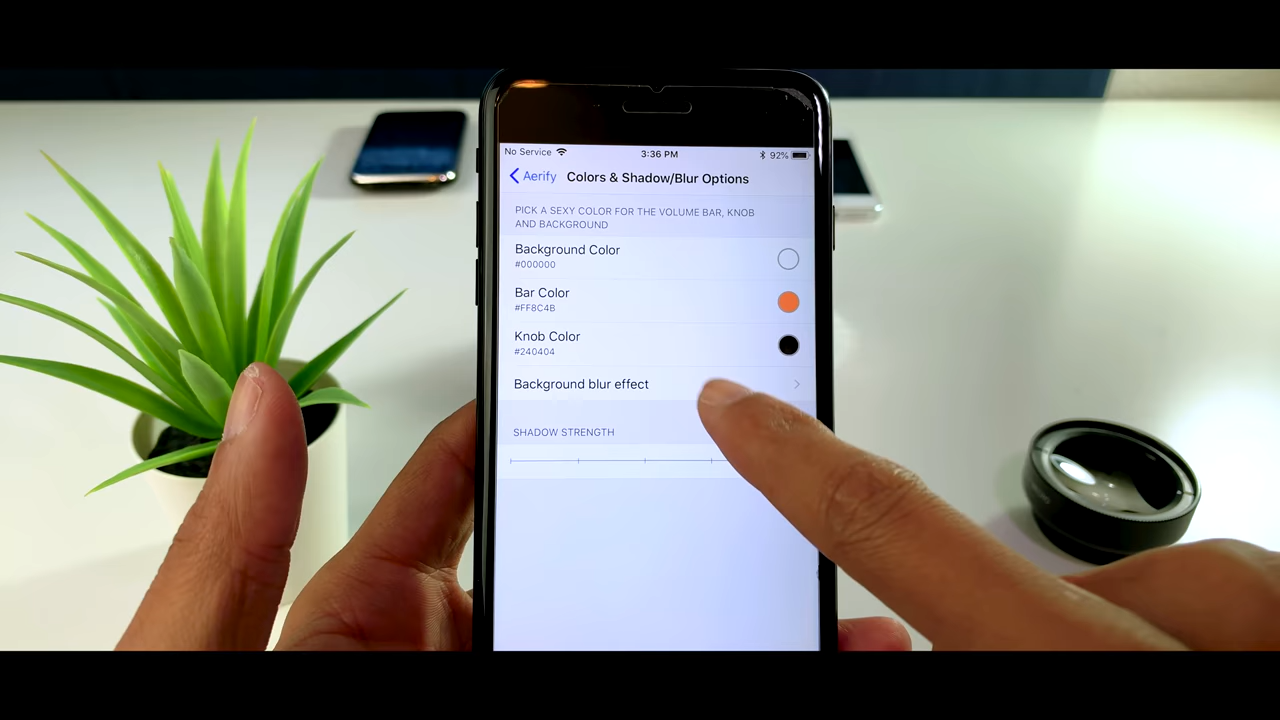 No Service 3:36 PM 92%
Aerify Colors & Shadow/Blur Options
PICK A SEXY COLOR FOR THE VOLUME BAR, KNOB
AND BACKGROUND
Background Color
#000000
Bar Color
#FF8C4B
Knob Color
#240404
Background blur effect
SHADOW STRENGTH